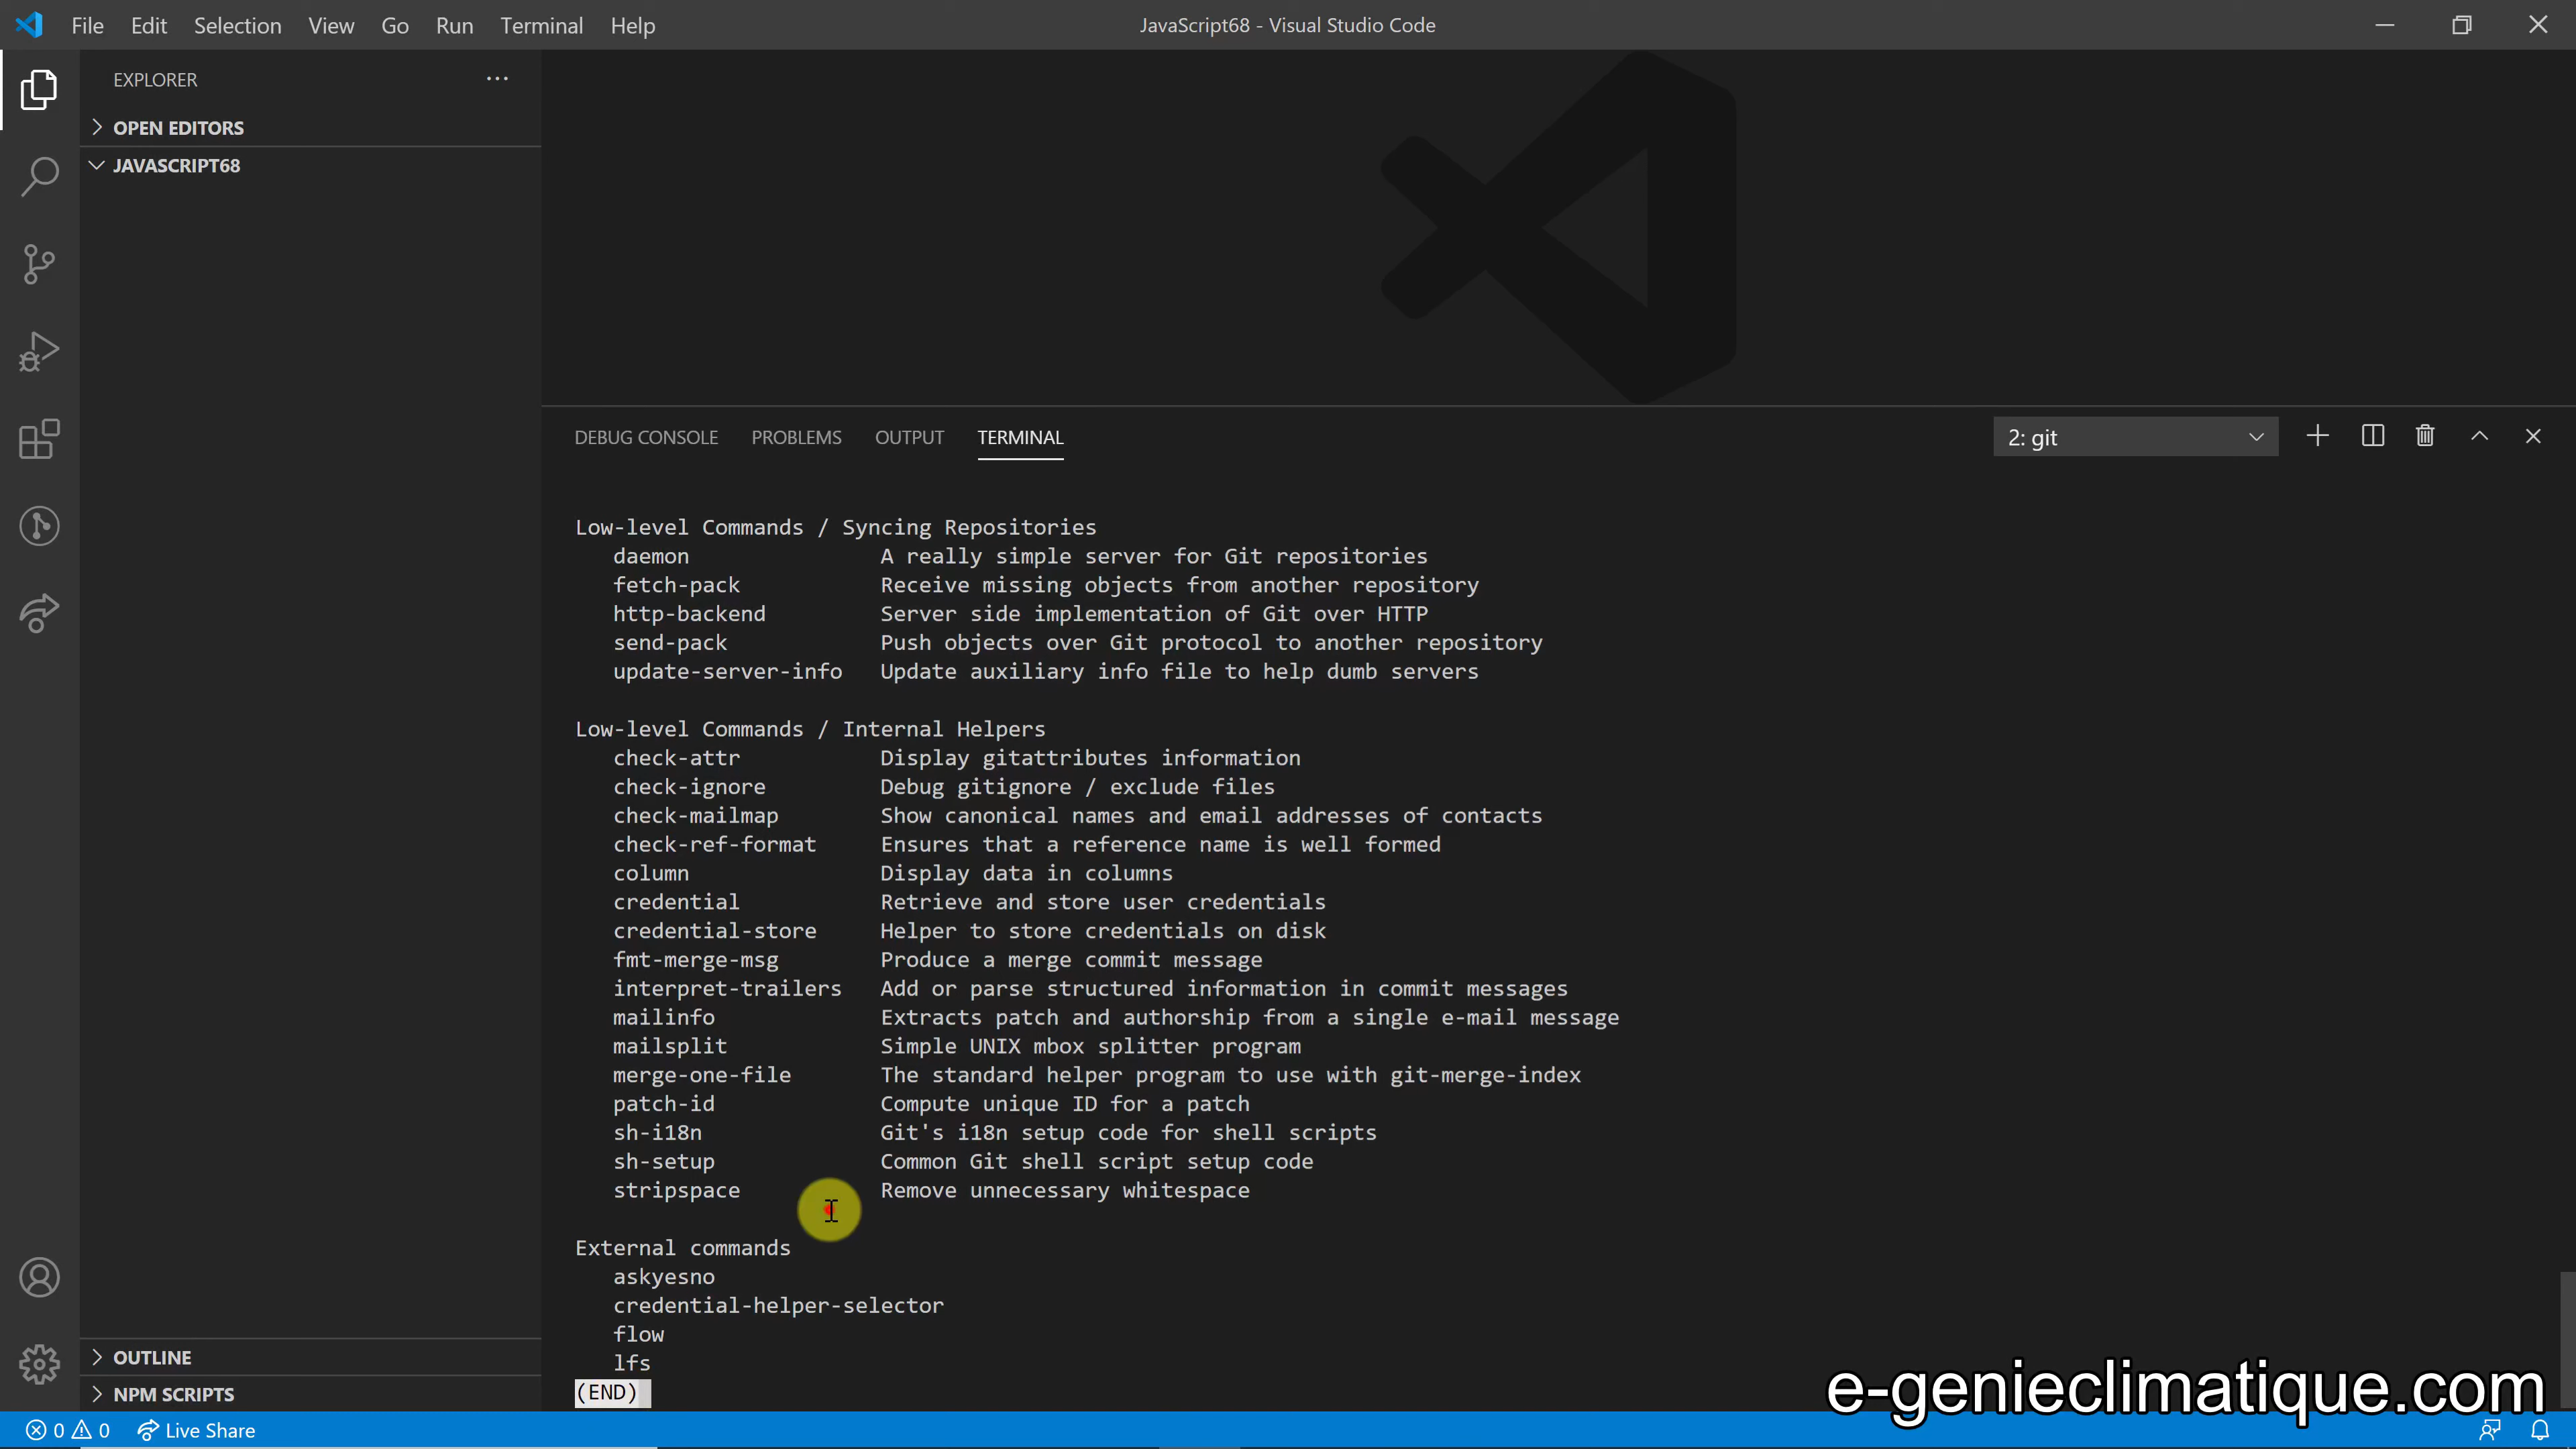 File Edit Selection View Go Run Terminal Help
JavaScript68 - Visual Studio Code
EXPLORER
OPEN EDITORS
JAVASCRIPT68
DEBUG CONSOLE PROBLEMS OUTPUT TERMINAL
2: git
Low-level Commands / Syncing Repositories
daemon A really simple server for Git repositories
fetch-pack Receive missing objects from another repository
http-backend Server side implementation of Git over HTTP
send-pack Push objects over Git protocol to another repository
update-server-info Update auxiliary info file to help dumb servers
Low-level Commands / Internal Helpers
check-attr Display gitattributes information
check-ignore Debug gitignore / exclude files
check-mailmap Show canonical names and email addresses of contacts
check-ref-format Ensures that a reference name is well formed
column Display data in columns
credential Retrieve and store user credentials
credential-store Helper to store credentials on disk
fmt-merge-msg Produce a merge commit message
interpret-trailers Add or parse structured information in commit messages
mailinfo Extracts patch and authorship from a single e-mail message
mailsplit Simple UNIX mbox splitter program
merge-one-file The standard helper program to use with git-merge-index
patch-id Compute unique ID for a patch
sh-i18n Git's i18n setup code for shell scripts
sh-setup Common Git shell script setup code
stripspace Remove unnecessary whitespace
External commands
askyesno
credential-helper-selector
flow
lfs
(END)
OUTLINE
NPM SCRIPTS
e-genieclimatique.com
0 0 Live Share